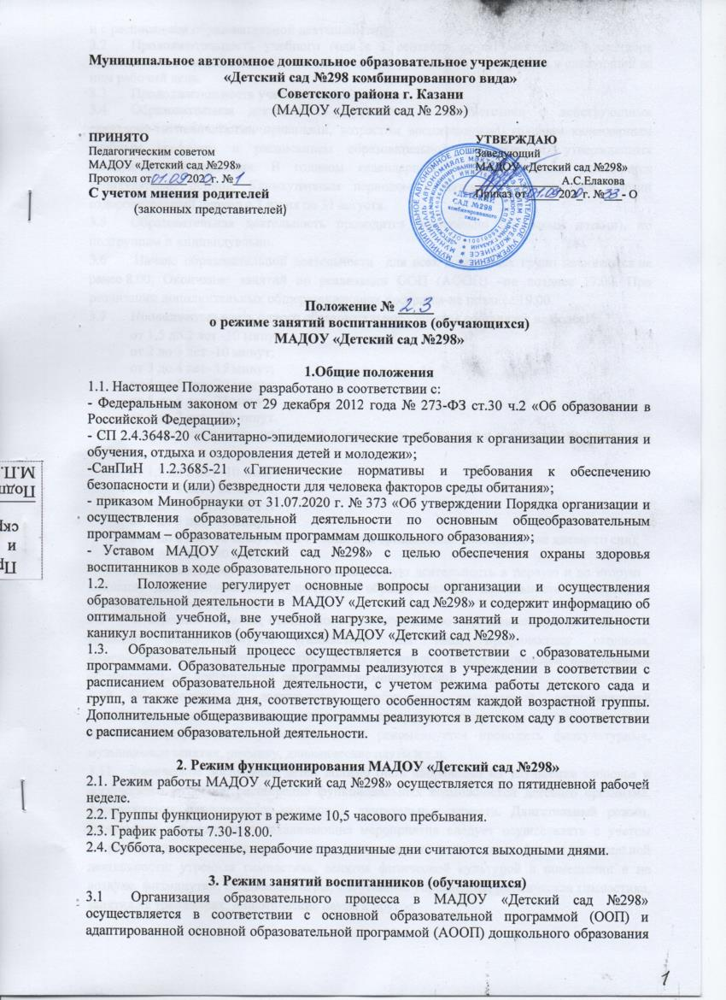 Муниципальное автономное дошкольное образовательное учреждение
«Детский сад №298 комбинированного вида»
Советского района г. Казани
(МАДОУ «Детский сад № 298»)
ПРИНЯТО
Педагогическим советом
МАДОУ «Детский сад №298»
Протокол от 01.09 2020 г. № 1
С учетом мнения родителей
(законных представителей)
УТВЕРЖДАЮ
Заведующий
МАДОУ «Детский сад №298»
А.С.Елакова
Приказ от 01.09 2020 г. № 33 - О
«ДЕТСКИЙ
САД №298
комбинированного
вида»
Положение № 2.3
о режиме занятий воспитанников (обучающихся)
МАДОУ «Детский сад №298»
1.Общие положения
1.1. Настоящее Положение разработано в соответствии с:
- Федеральным законом от 29 декабря 2012 года № 273-ФЗ ст.30 ч.2 «Об образовании в
Российской Федерации»;
- СП 2.4.3648-20 «Санитарно-эпидемиологические требования к организации воспитания и
обучения, отдыха и оздоровления детей и молодежи»;
-СанПиН 1.2.3685-21 «Гигиенические нормативы и требования к обеспечению
безопасности и (или) безвредности для человека факторов среды обитания»;
- приказом Минобрнауки от 31.07.2020 г. № 373 «Об утверждении Порядка организации и
осуществления образовательной деятельности по основным общеобразовательным
программам – образовательным программам дошкольного образования»;
- Уставом МАДОУ «Детский сад №298» с целью обеспечения охраны здоровья
воспитанников в ходе образовательного процесса.
1.2. Положение регулирует основные вопросы организации и осуществления
образовательной деятельности в МАДОУ «Детский сад №298» и содержит информацию об
оптимальной учебной, вне учебной нагрузке, режиме занятий и продолжительности
каникул воспитанников (обучающихся) МАДОУ «Детский сад №298».
1.3. Образовательный процесс осуществляется в соответствии с образовательными
программами. Образовательные программы реализуются в учреждении в соответствии с
расписанием образовательной деятельности, с учетом режима работы детского сада и
групп, а также режима дня, соответствующего особенностям каждой возрастной группы.
Дополнительные общеразвивающие программы реализуются в детском саду в соответствии
с расписанием образовательной деятельности.
2. Режим функционирования МАДОУ «Детский сад №298»
2.1. Режим работы МАДОУ «Детский сад №298» осуществляется по пятидневной рабочей
неделе.
2.2. Группы функционируют в режиме 10,5 часового пребывания.
2.3. График работы 7.30-18.00.
2.4. Суббота, воскресенье, нерабочие праздничные дни считаются выходными днями.
3. Режим занятий воспитанников (обучающихся)
3.1 Организация образовательного процесса в МАДОУ «Детский сад №298»
осуществляется в соответствии с основной образовательной программой (ООП) и
адаптированной основной образовательной программой (АООП) дошкольного образования
1